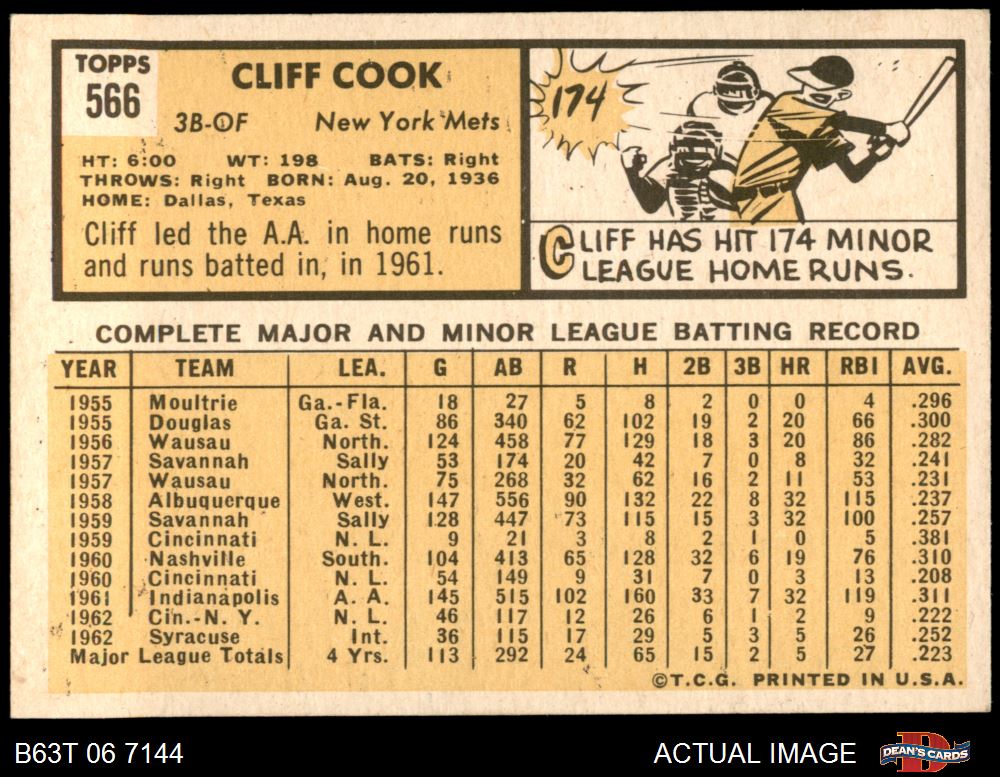 TOPPS
566
CLIFF COOK
3B-OF New York Mets
HT: 6:00 WT: 198 BATS: Right
THROWS: Right BORN: Aug. 20, 1936
HOME: Dallas, Texas
Cliff led the A.A. in home runs
and runs batted in, in 1961.
174
CLIFF HAS HIT 174 MINOR
LEAGUE HOME RUNS.
COMPLETE MAJOR AND MINOR LEAGUE BATTING RECORD
YEAR TEAM LEA. G AB R H 2B 3B HR RBI AVG.
1955 Moultrie Ga.-Fla. 18 27 5 8 2 0 0 4 .296
1955 Douglas Ga. St. 86 340 62 102 19 2 20 66 .300
1956 Wausau North. 124 458 77 129 18 3 20 86 .282
1957 Savannah Sally 53 174 20 42 7 0 8 32 .241
1957 Wausau North. 75 268 32 62 16 2 11 53 .231
1958 Albuquerque West. 147 556 90 132 22 8 32 115 .237
1959 Savannah Sally 128 447 73 115 15 3 32 100 .257
1959 Cincinnati N. L. 9 21 3 8 2 1 0 5 .381
1960 Nashville South. 104 413 65 128 32 6 19 76 .310
1960 Cincinnati N. L. 54 149 9 31 7 0 3 13 .208
1961 Indianapolis A. A. 145 515 102 160 33 7 32 119 .311
1962 Cin.-N. Y. N. L. 46 117 12 26 6 1 2 9 .222
1962 Syracuse Int. 36 115 17 29 5 3 5 26 .252
Major League Totals 4 Yrs. 113 292 24 65 15 2 5 27 .223
©T.C.G. PRINTED IN U.S.A.
B63T 06 7144 ACTUAL IMAGE DEAN'S CARDS